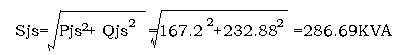 Sjs=√Pjs²+ Qjs² =√167.2²+232.88² =286.69KVA